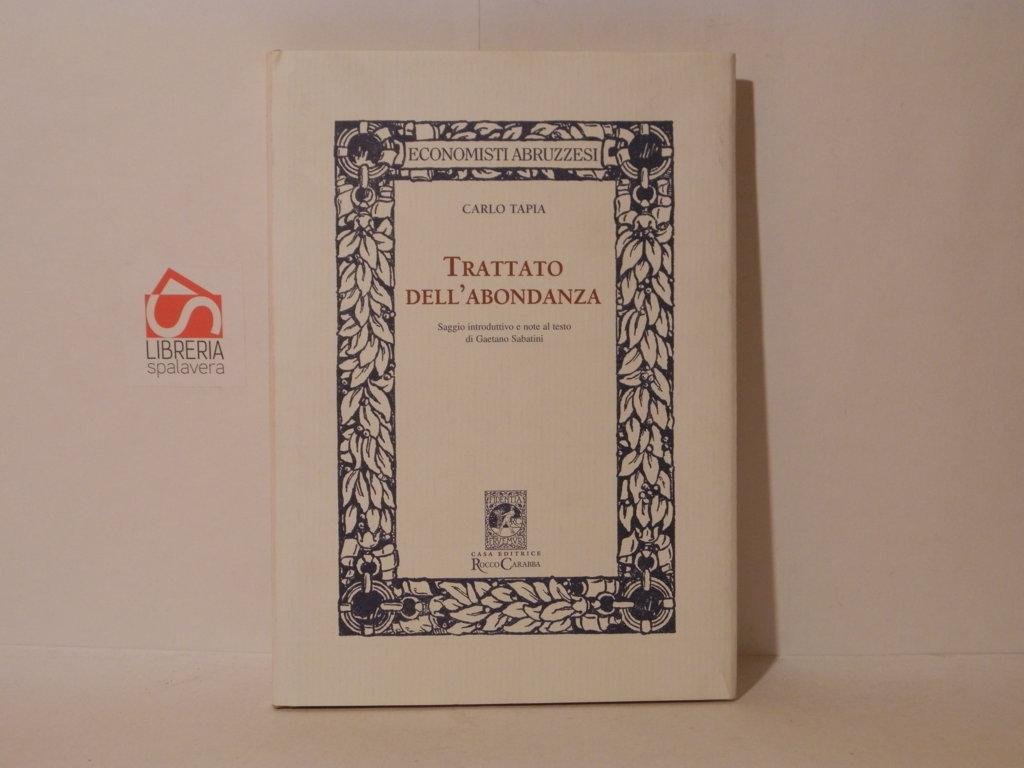 ECONOMISTI ABRUZZESI
CARLO TAPIA
TRATTATO
DELL'ABONDANZA
Saggio introduttivo e note al testo
di Gaetano Sabatini
FIDENTIA
CASA EDITRICE
ROCCO CARABBA
LIBRERIA
spalavera